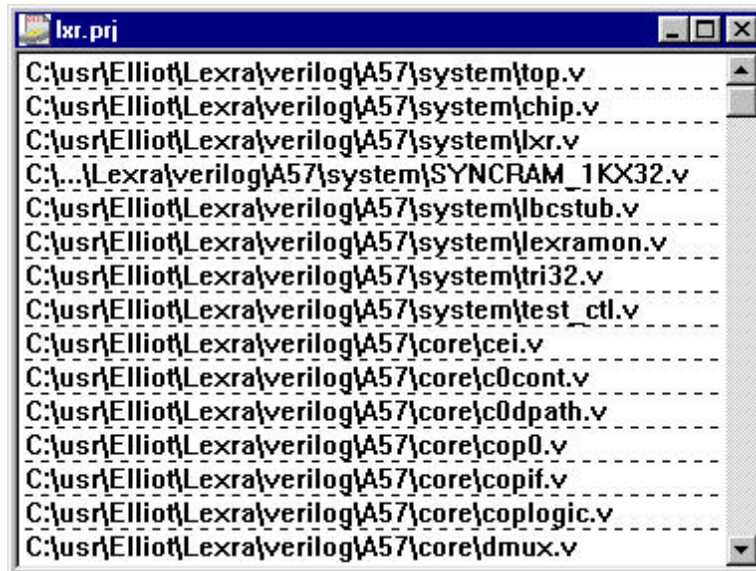 lxr.prj
C:\usr\Elliot\Lexra\verilog\A57\system\top.v
C:\usr\Elliot\Lexra\verilog\A57\system\chip.v
C:\usr\Elliot\Lexra\verilog\A57\system\lxr.v
C:\...\Lexra\verilog\A57\system\SYNCRAM_1KX32.v
C:\usr\Elliot\Lexra\verilog\A57\system\lbcstub.v
C:\usr\Elliot\Lexra\verilog\A57\system\lexramon.v
C:\usr\Elliot\Lexra\verilog\A57\system\tri32.v
C:\usr\Elliot\Lexra\verilog\A57\system\test_ctl.v
C:\usr\Elliot\Lexra\verilog\A57\core\cei.v
C:\usr\Elliot\Lexra\verilog\A57\core\c0cont.v
C:\usr\Elliot\Lexra\verilog\A57\core\c0dpath.v
C:\usr\Elliot\Lexra\verilog\A57\core\cop0.v
C:\usr\Elliot\Lexra\verilog\A57\core\copif.v
C:\usr\Elliot\Lexra\verilog\A57\core\coplogic.v
C:\usr\Elliot\Lexra\verilog\A57\core\dmux.v